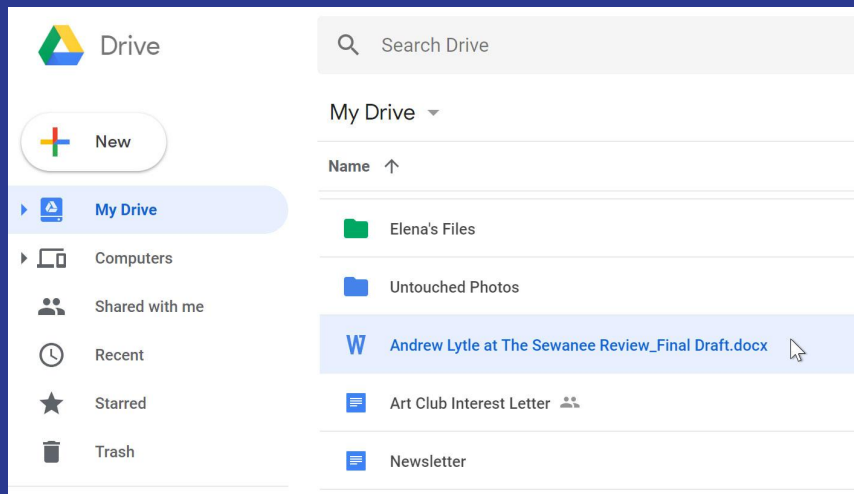 Drive
Search Drive
My Drive
New
Name
My Drive
Computers
Shared with me
Recent
Starred
Trash
Elena's Files
Untouched Photos
W Andrew Lytle at The Sewanee Review_Final Draft.docx
Art Club Interest Letter
Newsletter